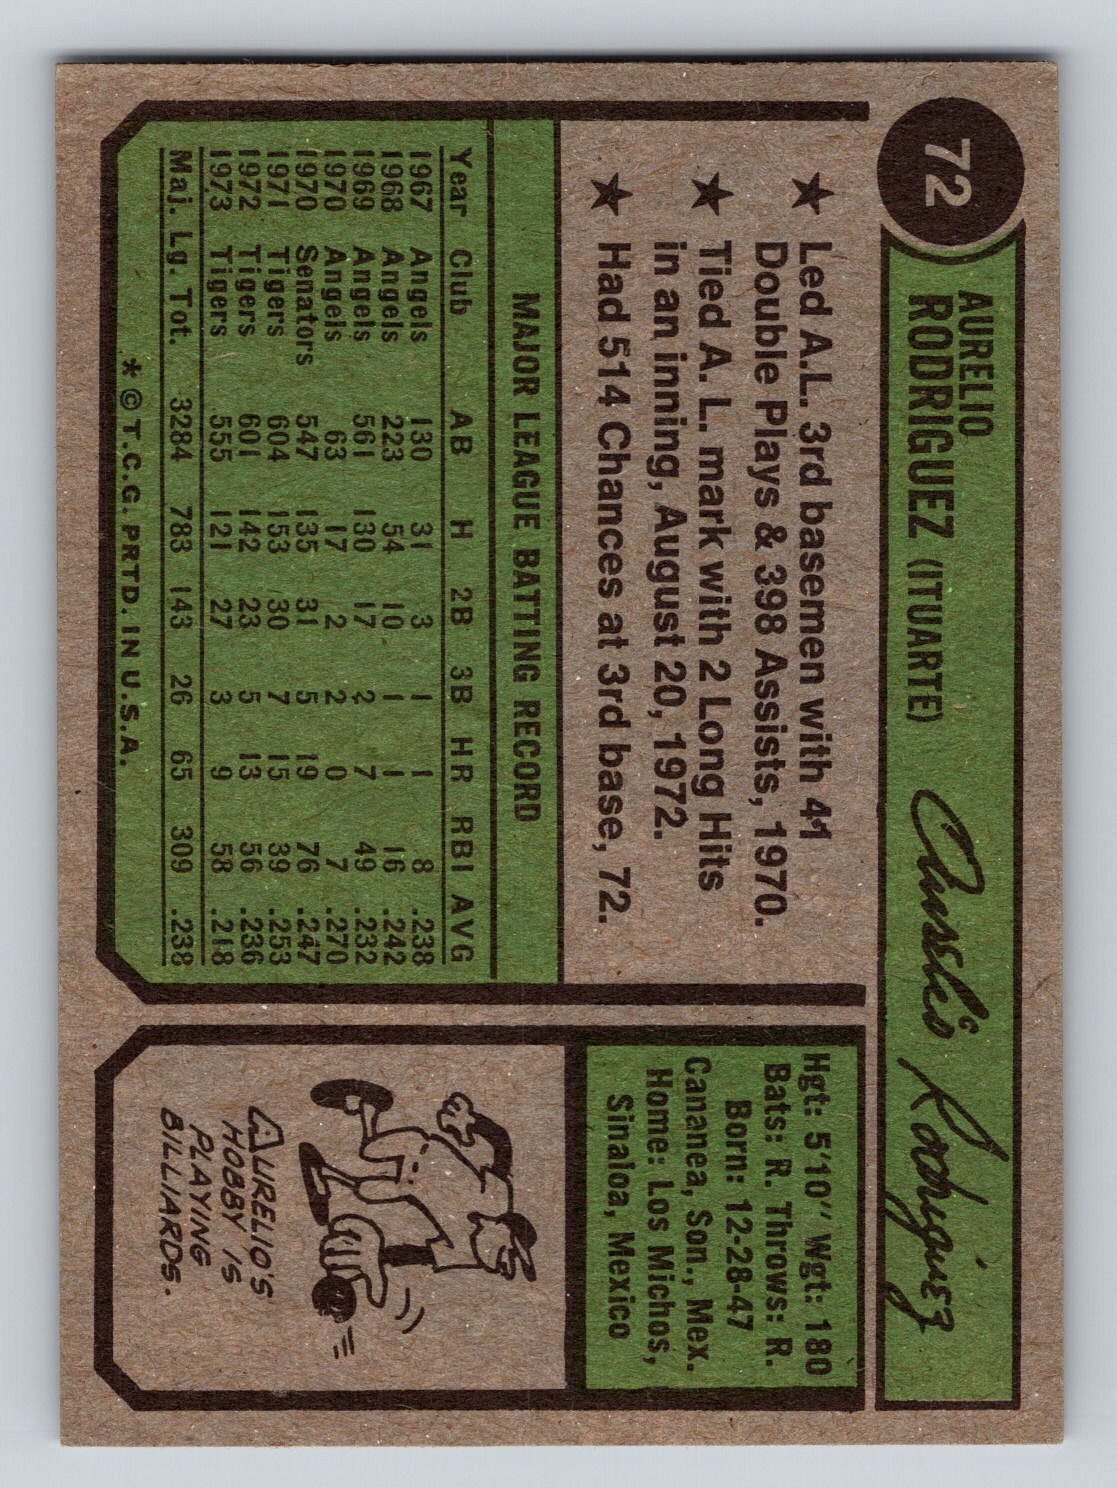 72
AURELIO
RODRIGUEZ (ITUARTE)
Aurelio Rodriguez
★ Led A.L. 3rd basemen with 41
Double Plays & 398 Assists, 1970.
★ Tied A. L. mark with 2 Long Hits
in an inning, August 20, 1972.
★ Had 514 Chances at 3rd base, 72.
MAJOR LEAGUE BATTING RECORD
Year Club AB H 2B 3B HR RBI AVG
1967 Angels 130 31 3 1 1 8 .238
1968 Angels 223 54 10 1 1 16 .242
1969 Angels 561 130 17 2 7 49 .232
1970 Angels 63 17 2 2 0 7 .270
1970 Senators 547 135 31 5 19 76 .247
1971 Tigers 604 153 30 7 15 39 .253
1972 Tigers 601 142 23 5 13 56 .236
1973 Tigers 555 121 27 3 9 58 .218
Maj. Lg. Tot. 3284 783 143 26 65 309 .238
* © T.C.G. PRTD. IN U.S.A.
Hgt: 5'10" Wgt: 180
Bats: R. Throws: R.
Born: 12-28-47
Cananea, Son., Mex.
Home: Los Michos,
Sinaloa, Mexico
AURELIO'S
HOBBY IS
PLAYING
BILLIARDS.